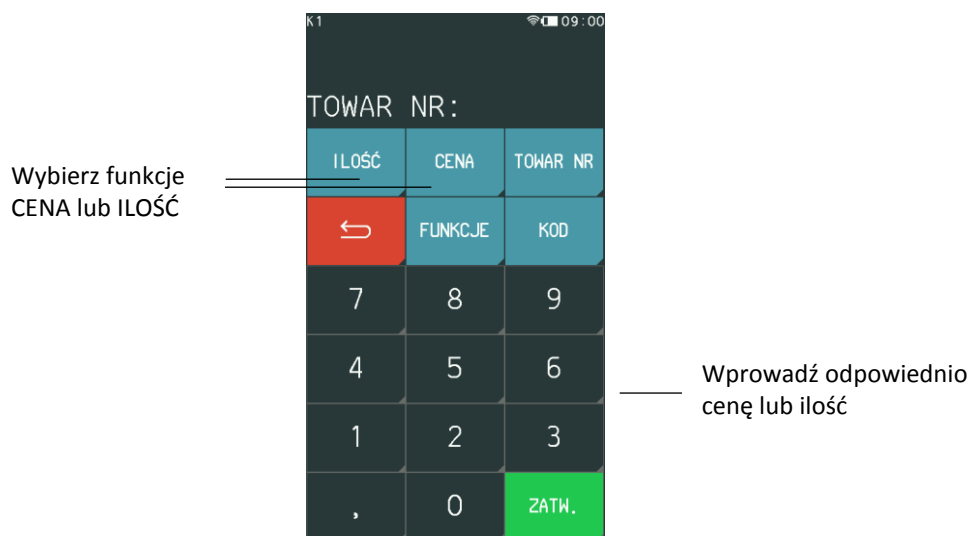 K1 09:00
TOWAR NR:
ILOŚĆ CENA TOWAR NR
Wybierz funkcje
CENA lub ILOŚĆ
FUNKCJE KOD
7 8 9
4 5 6
Wprowadź odpowiednio
cenę lub ilość
1 2 3
, 0 ZATW.